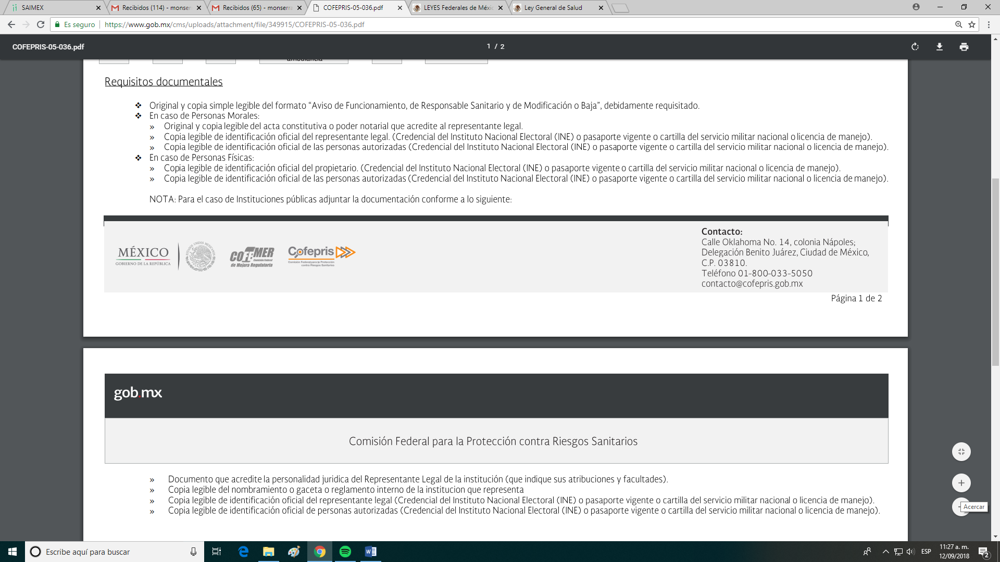 SAIMEX
Recibidos (114) - monser
Recibidos (65) - monserr
COFEPRIS-05-036.pdf
LEYES Federales de Méxic
Ley General de Salud
Es seguro
https://www.gob.mx/cms/uploads/attachment/file/349915/COFEPRIS-05-036.pdf
COFEPRIS-05-036.pdf
1 / 2
ambulancia
Requisitos documentales
❖ Original y copia simple legible del formato “Aviso de Funcionamiento, de Responsable Sanitario y de Modificación o Baja”, debidamente requisitado.
❖ En caso de Personas Morales:
» Original y copia legible del acta constitutiva o poder notarial que acredite al representante legal.
» Copia legible de identificación oficial del representante legal. (Credencial del Instituto Nacional Electoral (INE) o pasaporte vigente o cartilla del servicio militar nacional o licencia de manejo).
» Copia legible de identificación oficial de las personas autorizadas (Credencial del Instituto Nacional Electoral (INE) o pasaporte vigente o cartilla del servicio militar nacional o licencia de manejo).
❖ En caso de Personas Físicas:
» Copia legible de identificación oficial del propietario. (Credencial del Instituto Nacional Electoral (INE) o pasaporte vigente o cartilla del servicio militar nacional o licencia de manejo).
» Copia legible de identificación oficial de las personas autorizadas (Credencial del Instituto Nacional Electoral (INE) o pasaporte vigente o cartilla del servicio militar nacional o licencia de manejo).
NOTA: Para el caso de Instituciones públicas adjuntar la documentación conforme a lo siguiente:
MÉXICO
GOBIERNO DE LA REPÚBLICA
ESTADOS UNIDOS MEXICANOS
COFEMER
Comisión Federal
de Mejora Regulatoria
Cofepris
Comisión Federal para la Protección
contra Riesgos Sanitarios
Contacto:
Calle Oklahoma No. 14, colonia Nápoles;
Delegación Benito Juárez, Ciudad de México,
C.P. 03810.
Teléfono 01-800-033-5050
contacto@cofepris.gob.mx
Página 1 de 2
gob.mx
Comisión Federal para la Protección contra Riesgos Sanitarios
» Documento que acredite la personalidad juridica del Representante Legal de la institución (que indique sus atribuciones y facultades).
» Copia legible del nombramiento o gaceta o reglamento interno de la institucion que representa
» Copia legible de identificación oficial del representante legal (Credencial del Instituto Nacional Electoral (INE) o pasaporte vigente o cartilla del servicio militar nacional o licencia de manejo).
» Copia legible de identificación oficial de personas autorizadas (Credencial del Instituto Nacional Electoral (INE) o pasaporte vigente o cartilla del servicio militar nacional o licencia de manejo).
Acercar
Escribe aquí para buscar
ESP
11:27 a. m.
12/09/2018
2